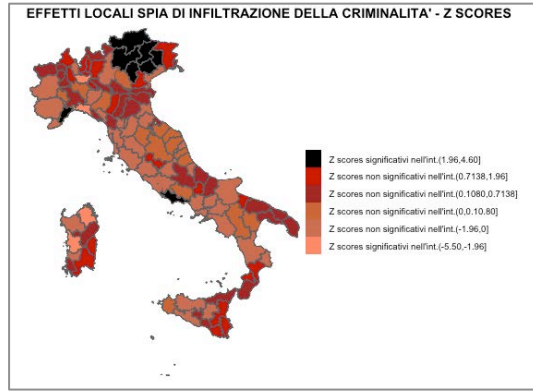 EFFETTI LOCALI SPIA DI INFILTRAZIONE DELLA CRIMINALITA' - Z SCORES
Z scores significativi nell'int.(1.96,4.60]
Z scores non significativi nell'int.(0.7138,1.96]
Z scores non significativi nell'int.(0.1080,0.7138]
Z scores non significativi nell'int.(0,0.10.80]
Z scores non significativi nell'int.(-1.96,0]
Z scores significativi nell'int.(-5.50,-1.96]